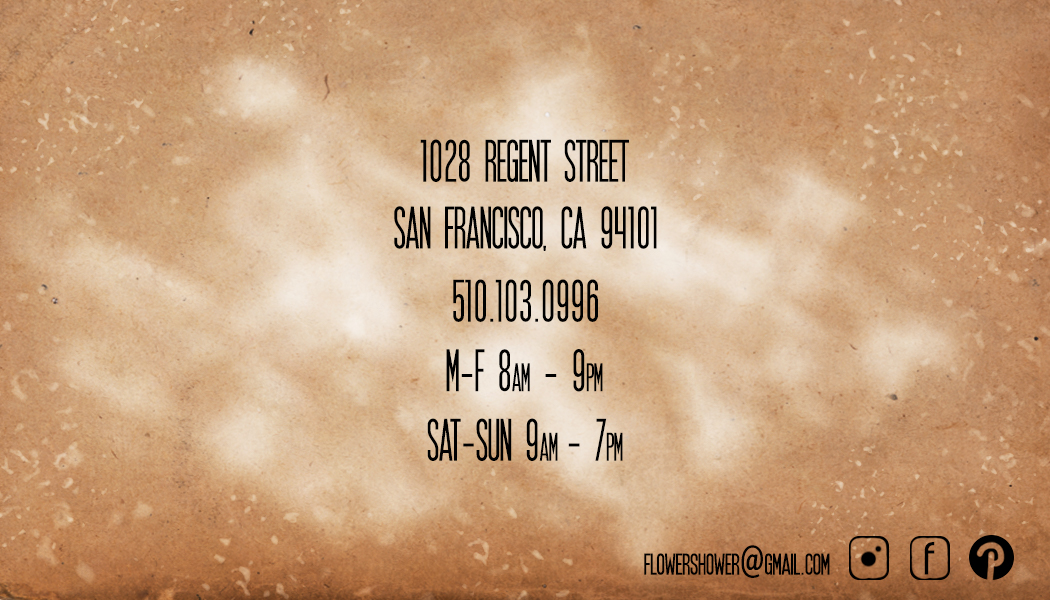 1028 REGENT STREET
SAN FRANCISCO, CA 94101
510.103.0996
M-F 8AM - 9PM
SAT-SUN 9AM - 7PM
FLOWERSHOWER@GMAIL.COM